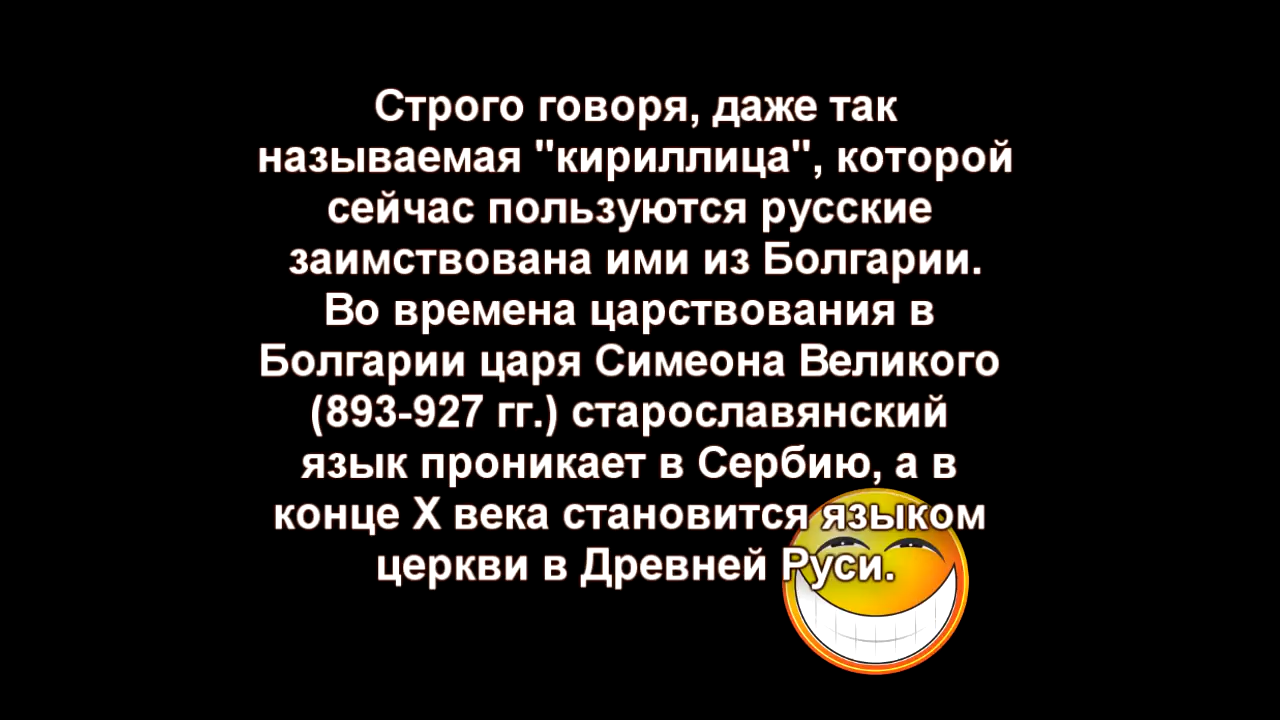 Строго говоря, даже так
называемая "кириллица", которой
сейчас пользуются русские
заимствована ими из Болгарии.
Во времена царствования в
Болгарии царя Симеона Великого
(893-927 гг.) старославянский
язык проникает в Сербию, а в
конце X века становится языком
церкви в Древней Руси.